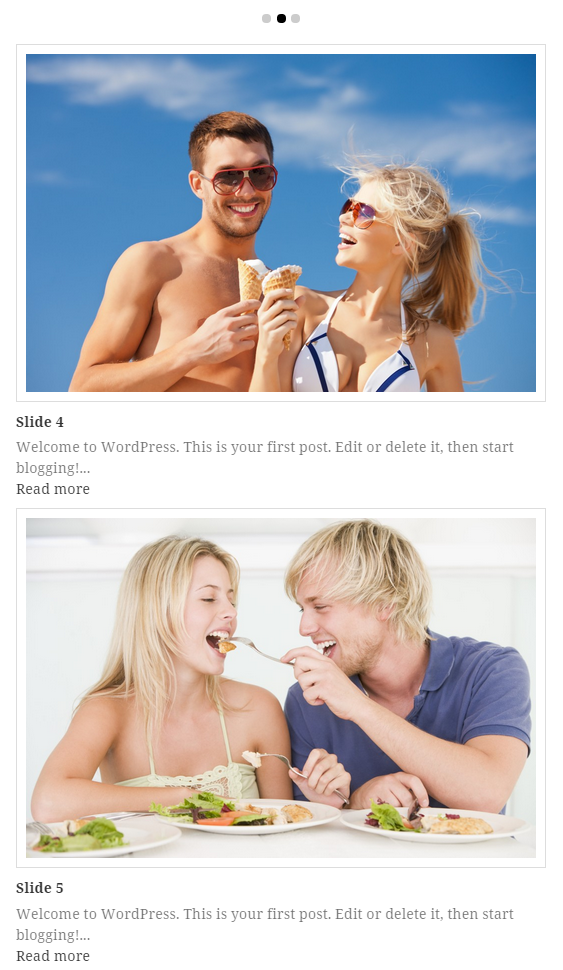 Slide 4
Welcome to WordPress. This is your first post. Edit or delete it, then start
blogging!...
Read more
Slide 5
Welcome to WordPress. This is your first post. Edit or delete it, then start
blogging!...
Read more